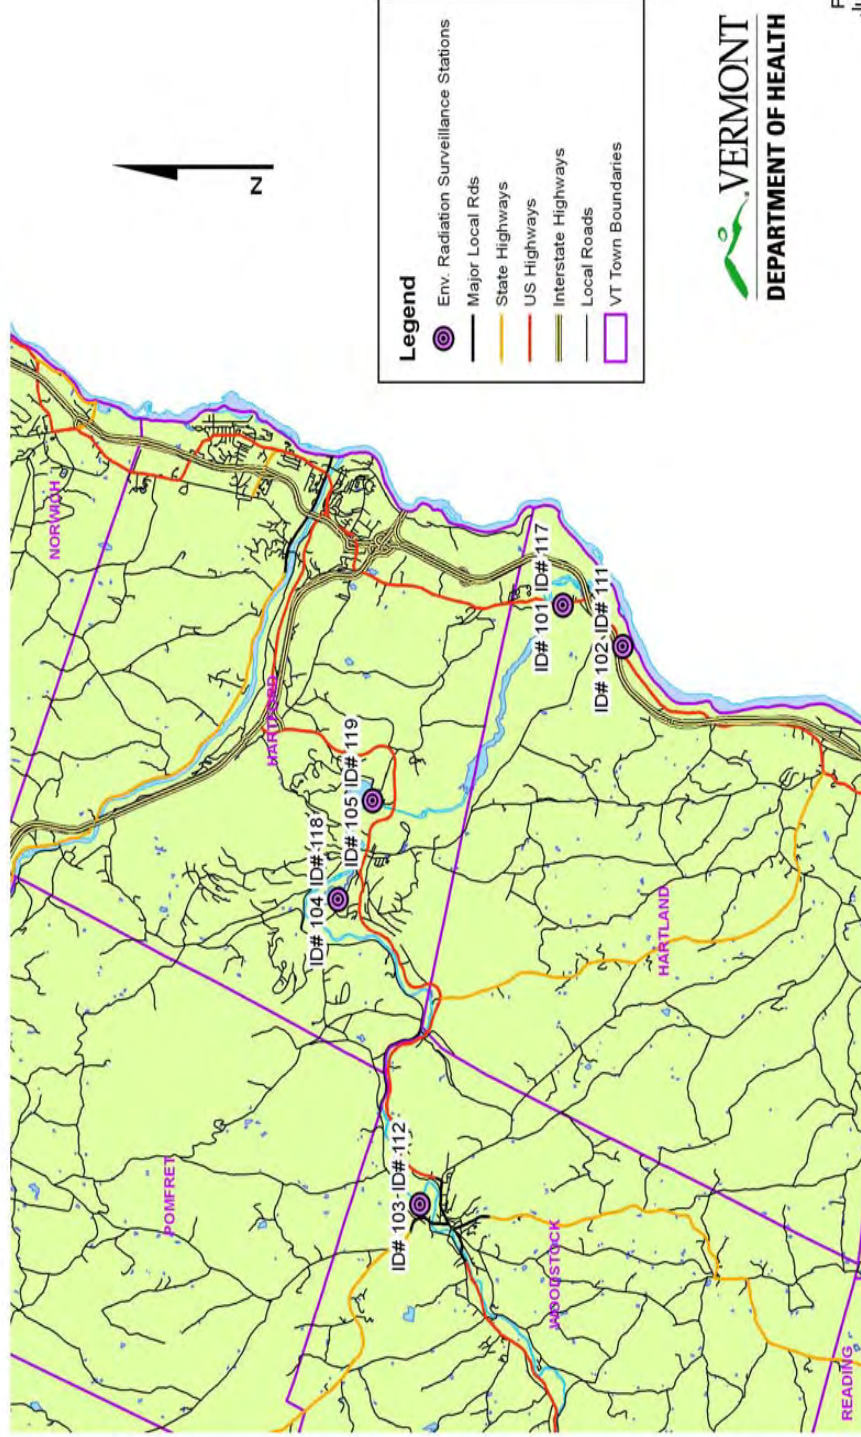 NORWICH
POMFRET
HARTFORD
ID# 104 ID# 118
ID# 105 ID# 119
ID# 103 ID# 112
ID# 101 ID# 117
ID# 102 ID# 111
WOODSTOCK
HARTLAND
READING
N
Legend
Env. Radiation Surveillance Stations
Major Local Rds
State Highways
US Highways
Interstate Highways
Local Roads
VT Town Boundaries
VERMONT
DEPARTMENT OF HEALTH